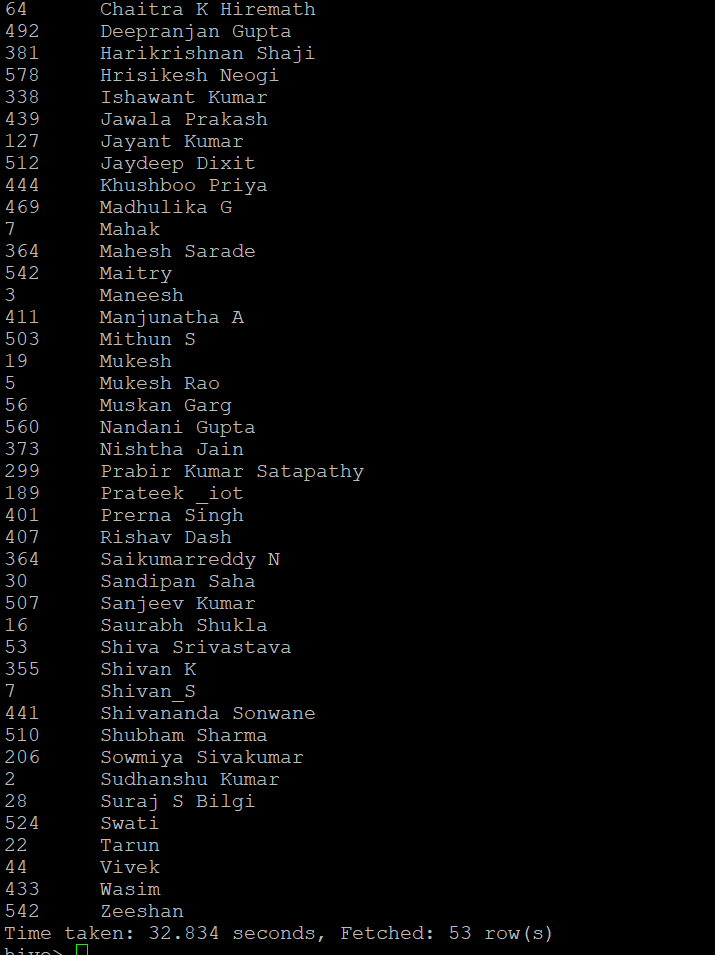 64 Chaitra K Hiremath
492 Deepranjan Gupta
381 Harikrishnan Shaji
578 Hrisikesh Neogi
338 Ishawant Kumar
439 Jawala Prakash
127 Jayant Kumar
512 Jaydeep Dixit
444 Khushboo Priya
469 Madhulika G
7 Mahak
364 Mahesh Sarade
542 Maitry
3 Maneesh
411 Manjunatha A
503 Mithun S
19 Mukesh
5 Mukesh Rao
56 Muskan Garg
560 Nandani Gupta
373 Nishtha Jain
299 Prabir Kumar Satapathy
189 Prateek _iot
401 Prerna Singh
407 Rishav Dash
364 Saikumarreddy N
30 Sandipan Saha
507 Sanjeev Kumar
16 Saurabh Shukla
53 Shiva Srivastava
355 Shivan K
7 Shivan_S
441 Shivananda Sonwane
510 Shubham Sharma
206 Sowmiya Sivakumar
2 Sudhanshu Kumar
28 Suraj S Bilgi
524 Swati
22 Tarun
44 Vivek
433 Wasim
542 Zeeshan
Time taken: 32.834 seconds, Fetched: 53 row(s)
hive>